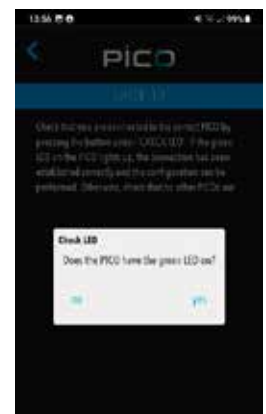 13:56
99%
PICO
CHECK LED
Check that you are connected to the correct PICO by
pressing the button under "CHECK LED". If the green
LED on the PICO lights up, the connection has been
established correctly and the configuration can be
performed. Otherwise, check that no other PICOs are
Check LED
Does the PICO have the green LED on?
no
yes